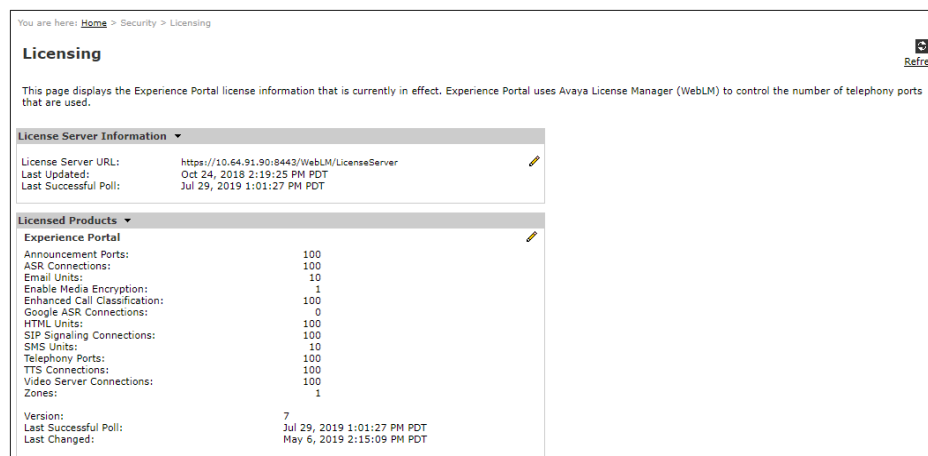 You are here: Home > Security > Licensing
Licensing
Refre
This page displays the Experience Portal license information that is currently in effect. Experience Portal uses Avaya License Manager (WebLM) to control the number of telephony ports
that are used.
License Server Information ▼
License Server URL: https://10.64.91.90:8443/WebLM/LicenseServer
Last Updated: Oct 24, 2018 2:19:25 PM PDT
Last Successful Poll: Jul 29, 2019 1:01:27 PM PDT
Licensed Products ▼
Experience Portal
Announcement Ports: 100
ASR Connections: 100
Email Units: 10
Enable Media Encryption: 1
Enhanced Call Classification: 100
Google ASR Connections: 0
HTML Units: 100
SIP Signaling Connections: 100
SMS Units: 10
Telephony Ports: 100
TTS Connections: 100
Video Server Connections: 100
Zones: 1
Version: 7
Last Successful Poll: Jul 29, 2019 1:01:27 PM PDT
Last Changed: May 6, 2019 2:15:09 PM PDT